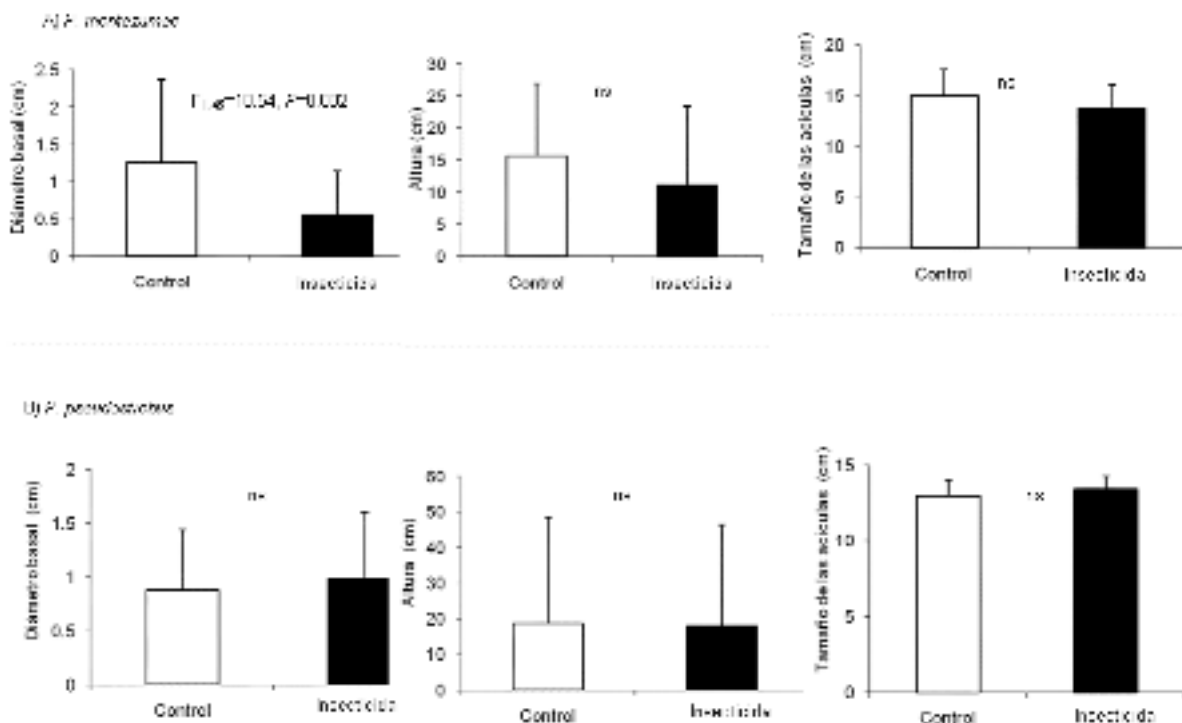 A) P. montezumae
Diámetro basal (cm)
2.5
2
1.5
1
0.5
0
=10.54, P=0.002
Control
Insecticida
Altura (cm)
30
25
20
15
10
5
0
ns
Control
Insecticida
Tamaño de las acículas (cm)
20
15
10
5
0
ns
Control
Insecticida
B) P. pseudostrobus
Diámetro basal (cm)
2
1.5
1
0.5
0
ns
Control
Insecticida
Altura (cm)
60
50
40
30
20
10
0
ns
Control
Insecticida
Tamaño de las acículas (cm)
15
10
5
0
ns
Control
Insecticida